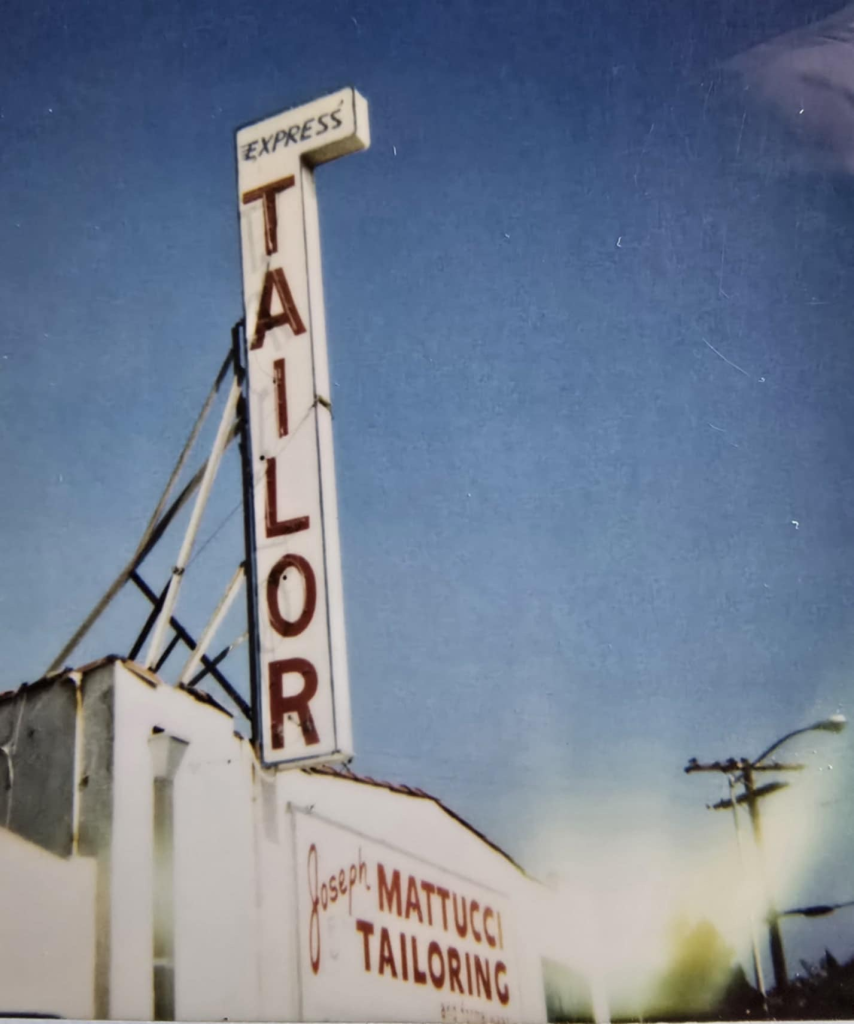 EXPRESS'
TAILOR
Joseph MATTUCCI
TAILORING